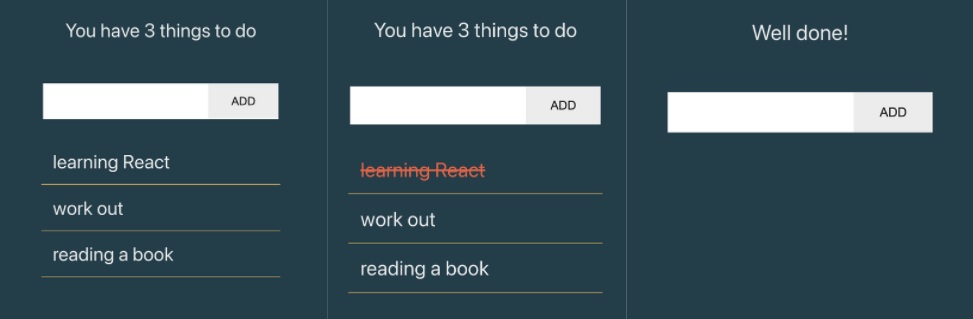 You have 3 things to do
ADD
learning React
work out
reading a book
You have 3 things to do
ADD
learning React
work out
reading a book
Well done!
ADD